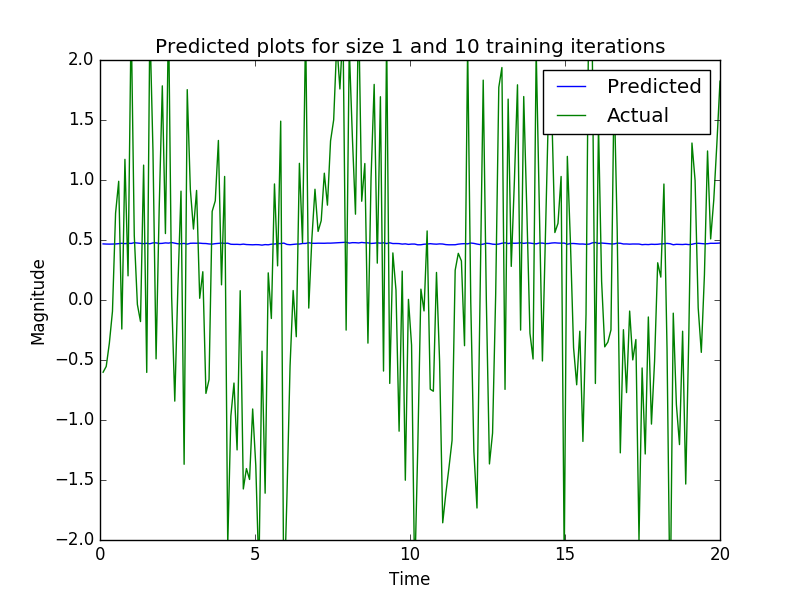 Predicted plots for size 1 and 10 training iterations
2.0
1.5
1.0
0.5
0.0
−0.5
−1.0
−1.5
−2.0
Magnitude
Predicted
Actual
0 5 10 15 20
Time